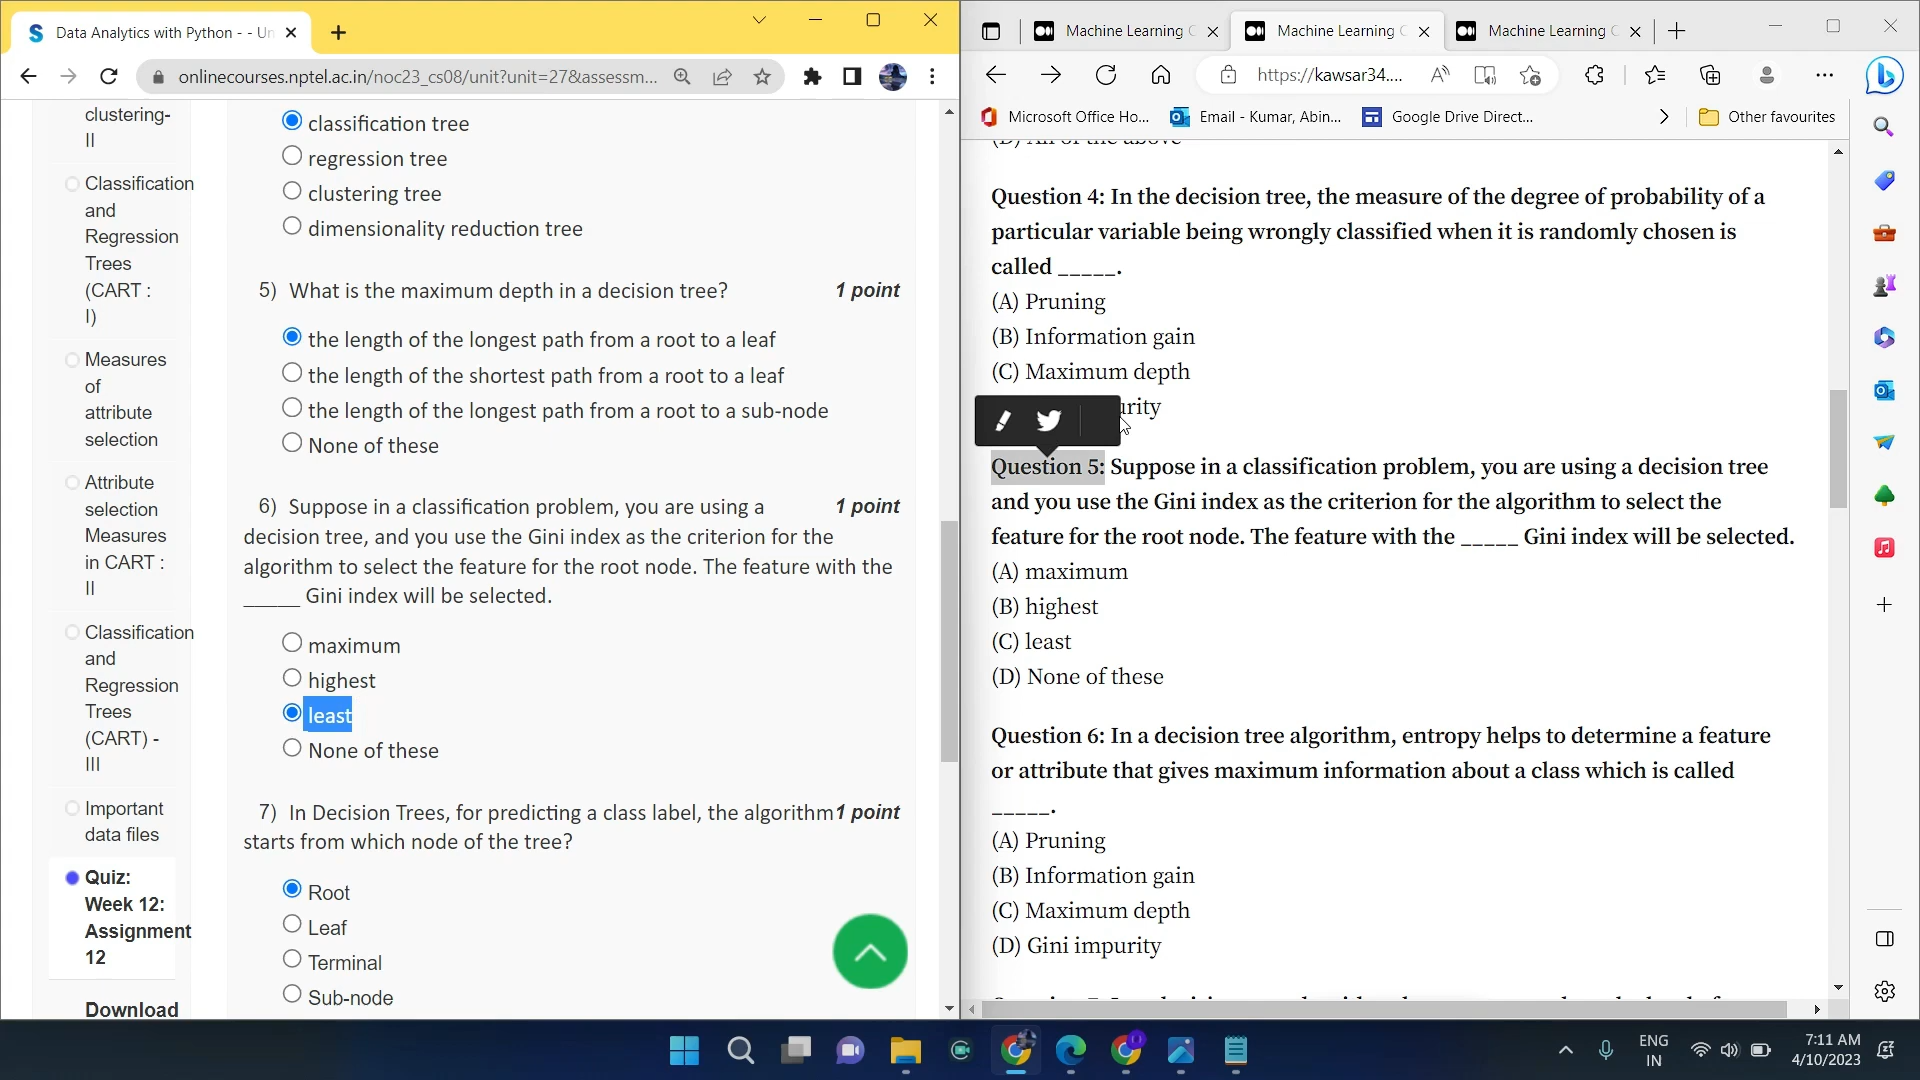 Data Analytics with Python - - Un
Machine Learning C
Machine Learning C
Machine Learning C
onlinecourses.nptel.ac.in/noc23_cs08/unit?unit=27&assessm...
https://kawsar34....
Microsoft Office Ho...
Email - Kumar, Abin...
Google Drive Direct...
Other favourites
clustering-
II
Classification
and
Regression
Trees
(CART :
I)
Measures
of
attribute
selection
Attribute
selection
Measures
in CART :
II
Classification
and
Regression
Trees
(CART) -
III
Important
data files
Quiz:
Week 12:
Assignment
12
Download
classification tree
regression tree
clustering tree
dimensionality reduction tree
5) What is the maximum depth in a decision tree? 1 point
the length of the longest path from a root to a leaf
the length of the shortest path from a root to a leaf
the length of the longest path from a root to a sub-node
None of these
6) Suppose in a classification problem, you are using a 1 point
decision tree, and you use the Gini index as the criterion for the
algorithm to select the feature for the root node. The feature with the
_____ Gini index will be selected.
maximum
highest
least
None of these
7) In Decision Trees, for predicting a class label, the algorithm 1 point
starts from which node of the tree?
Root
Leaf
Terminal
Sub-node
(D) All of the above
Question 4: In the decision tree, the measure of the degree of probability of a
particular variable being wrongly classified when it is randomly chosen is
called _____.
(A) Pruning
(B) Information gain
(C) Maximum depth
urity
Question 5: Suppose in a classification problem, you are using a decision tree
and you use the Gini index as the criterion for the algorithm to select the
feature for the root node. The feature with the _____ Gini index will be selected.
(A) maximum
(B) highest
(C) least
(D) None of these
Question 6: In a decision tree algorithm, entropy helps to determine a feature
or attribute that gives maximum information about a class which is called
_____.
(A) Pruning
(B) Information gain
(C) Maximum depth
(D) Gini impurity
ENG
IN
7:11 AM
4/10/2023